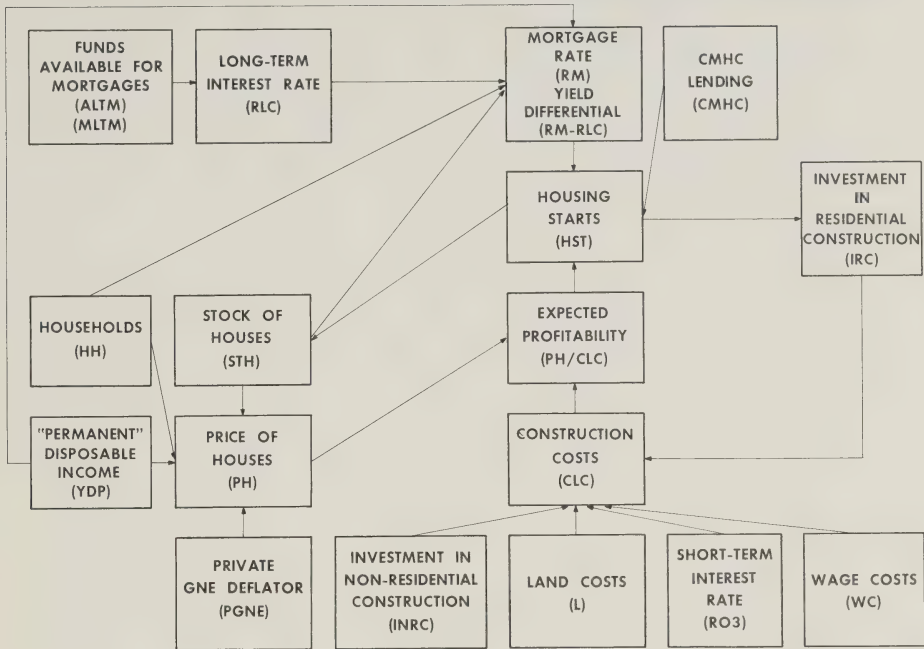 FUNDS
AVAILABLE FOR
MORTGAGES
(ALTM)
(MLTM)
LONG-TERM
INTEREST RATE
(RLC)
MORTGAGE
RATE
(RM)
YIELD
DIFFERENTIAL
(RM-RLC)
CMHC
LENDING
(CMHC)
HOUSING
STARTS
(HST)
INVESTMENT
IN
RESIDENTIAL
CONSTRUCTION
(IRC)
HOUSEHOLDS
(HH)
STOCK OF
HOUSES
(STH)
EXPECTED
PROFITABILITY
(PH/CLC)
"PERMANENT"
DISPOSABLE
INCOME
(YDP)
PRICE OF
HOUSES
(PH)
CONSTRUCTION
COSTS
(CLC)
PRIVATE
GNE DEFLATOR
(PGNE)
INVESTMENT IN
NON-RESIDENTIAL
CONSTRUCTION
(INRC)
LAND COSTS
(L)
SHORT-TERM
INTEREST
RATE
(RO3)
WAGE COSTS
(WC)